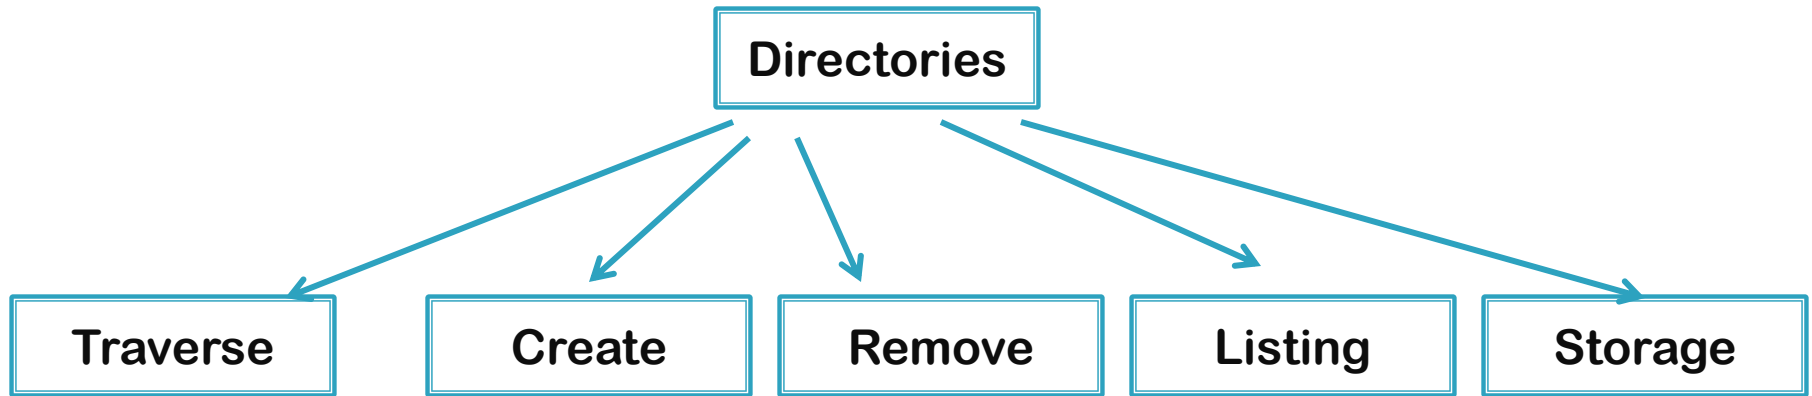 Directories
Traverse
Create
Remove
Listing
Storage